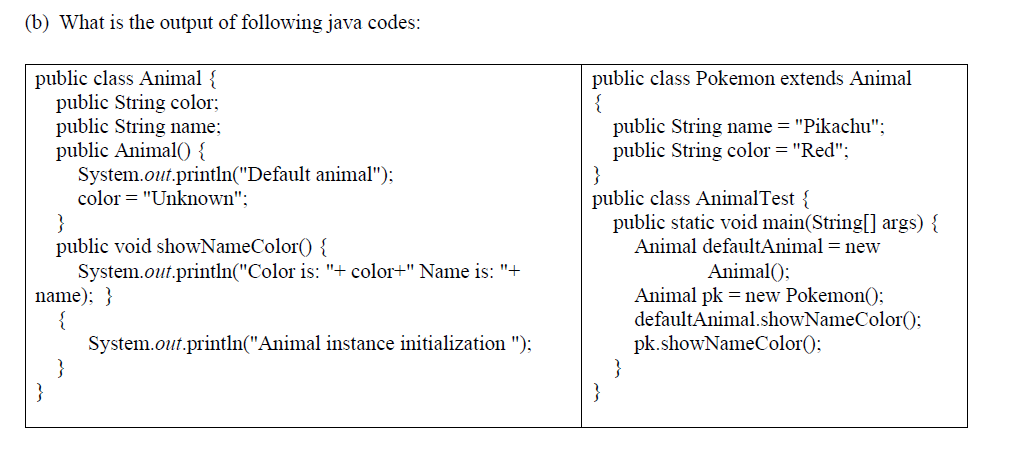 (b) What is the output of following java codes:
public class Animal {
public String color;
public String name;
public Animal() {
System.out.println("Default animal");
color = "Unknown";
}
public void showNameColor() {
System.out.println("Color is: "+ color+" Name is: "+
name); }
{
System.out.println("Animal instance initialization ");
}
}
public class Pokemon extends Animal
{
public String name = "Pikachu";
public String color = "Red";
}
public class AnimalTest {
public static void main(String[] args) {
Animal defaultAnimal = new
Animal();
Animal pk = new Pokemon();
defaultAnimal.showNameColor();
pk.showNameColor();
}
}